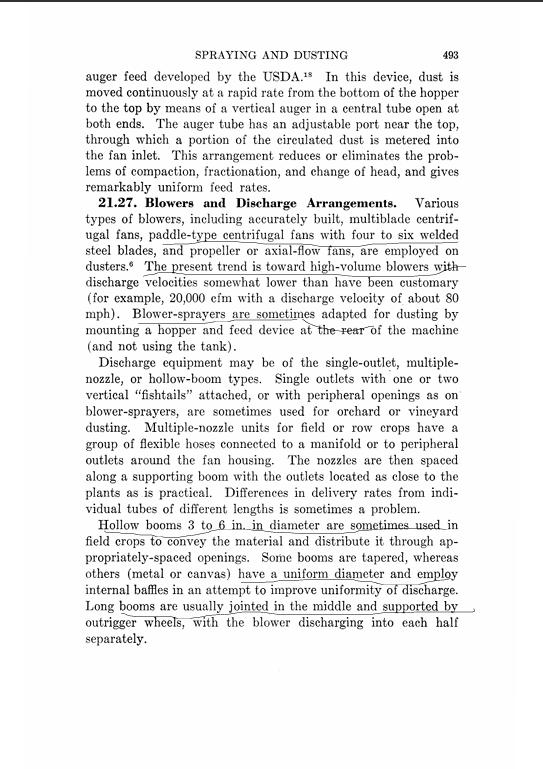 SPRAYING AND DUSTING 493
auger feed developed by the USDA.¹⁸ In this device, dust is
moved continuously at a rapid rate from the bottom of the hopper
to the top by means of a vertical auger in a central tube open at
both ends. The auger tube has an adjustable port near the top,
through which a portion of the circulated dust is metered into
the fan inlet. This arrangement reduces or eliminates the prob-
lems of compaction, fractionation, and change of head, and gives
remarkably uniform feed rates.
21.27. Blowers and Discharge Arrangements. Various
types of blowers, including accurately built, multiblade centrif-
ugal fans, paddle-type centrifugal fans with four to six welded
steel blades, and propeller or axial-flow fans, are employed on
dusters.⁶ The present trend is toward high-volume blowers with
discharge velocities somewhat lower than have been customary
(for example, 20,000 cfm with a discharge velocity of about 80
mph). Blower-sprayers are sometimes adapted for dusting by
mounting a hopper and feed device at the rear of the machine
(and not using the tank).
Discharge equipment may be of the single-outlet, multiple-
nozzle, or hollow-boom types. Single outlets with one or two
vertical "fishtails" attached, or with peripheral openings as on
blower-sprayers, are sometimes used for orchard or vineyard
dusting. Multiple-nozzle units for field or row crops have a
group of flexible hoses connected to a manifold or to peripheral
outlets around the fan housing. The nozzles are then spaced
along a supporting boom with the outlets located as close to the
plants as is practical. Differences in delivery rates from indi-
vidual tubes of different lengths is sometimes a problem.
Hollow booms 3 to 6 in. in diameter are sometimes used in
field crops to convey the material and distribute it through ap-
propriately-spaced openings. Some booms are tapered, whereas
others (metal or canvas) have a uniform diameter and employ
internal baffles in an attempt to improve uniformity of discharge.
Long booms are usually jointed in the middle and supported by
outrigger wheels, with the blower discharging into each half
separately.